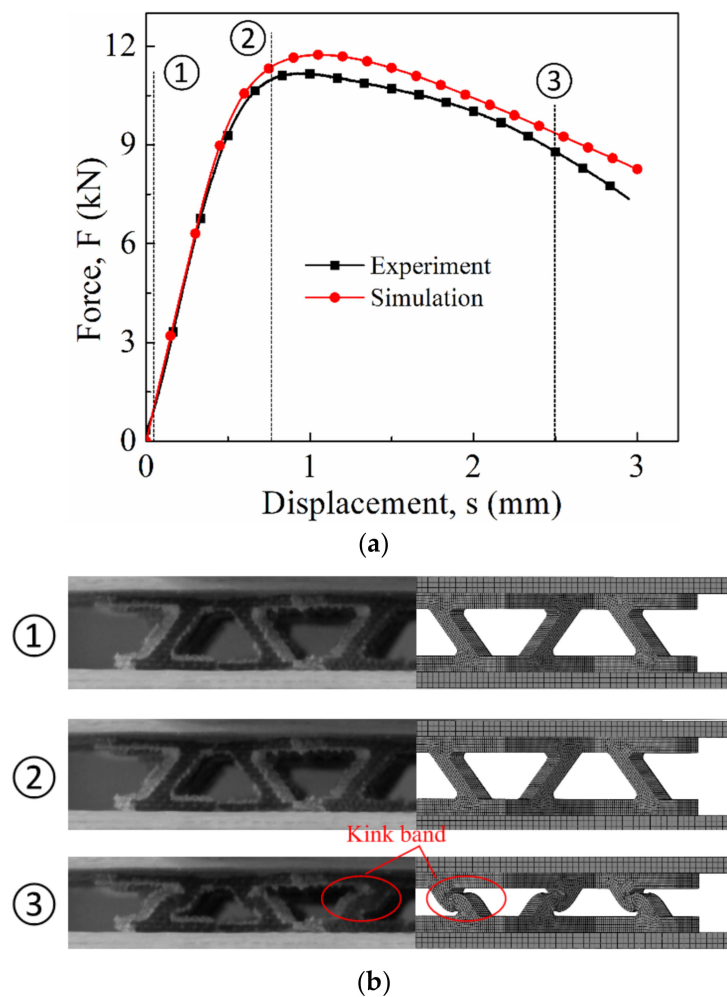 12
9
6
3
0
Force, F (kN)
①
②
③
Experiment
Simulation
0
1
2
3
Displacement, s (mm)
(a)
①
②
Kink band
③
(b)